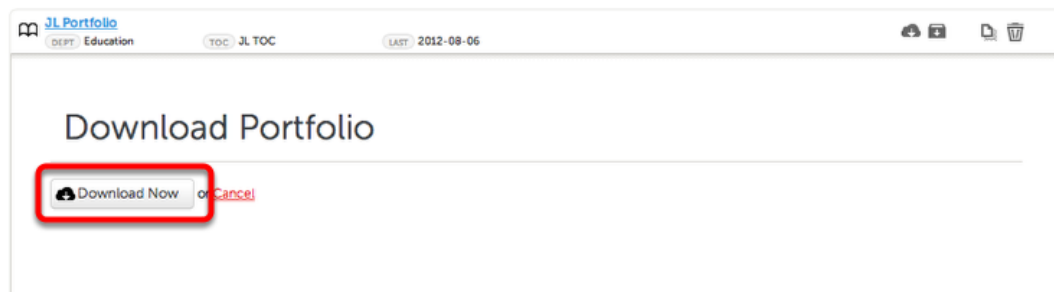 JL Portfolio
DEPT Education TOC JL TOC LAST 2012-08-06
Download Portfolio
Download Now or Cancel